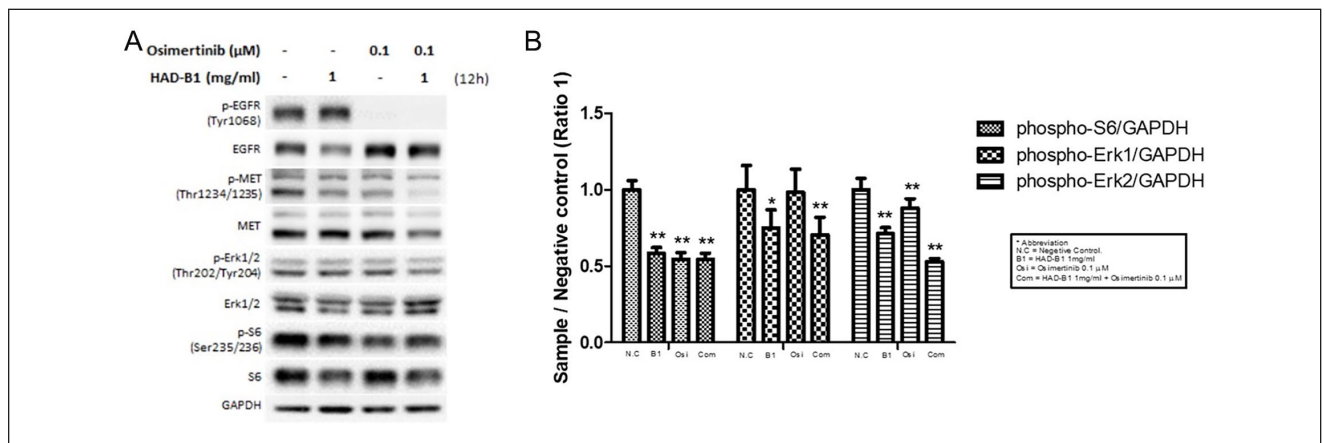 A
Osimertinib (μM) - - 0.1 0.1
HAD-B1 (mg/ml) - 1 - 1 (12h)
p-EGFR
(Tyr1068)
EGFR
p-MET
(Thr1234/1235)
MET
p-Erk1/2
(Thr202/Tyr204)
Erk1/2
p-S6
(Ser235/236)
S6
GAPDH
B
Sample / Negative control (Ratio 1)
1.5
1.0
0.5
0.0
** ** **
* **
** ** **
N.C B1 Osi Com N.C B1 Osi Com N.C B1 Osi Com
phospho-S6/GAPDH
phospho-Erk1/GAPDH
phospho-Erk2/GAPDH
* Abbreviation
N.C = Negative Control.
B1 = HAD-B1 1mg/ml
Osi = Osimertinib 0.1 μM
Com = HAD-B1 1mg/ml + Osimertinib 0.1 μM